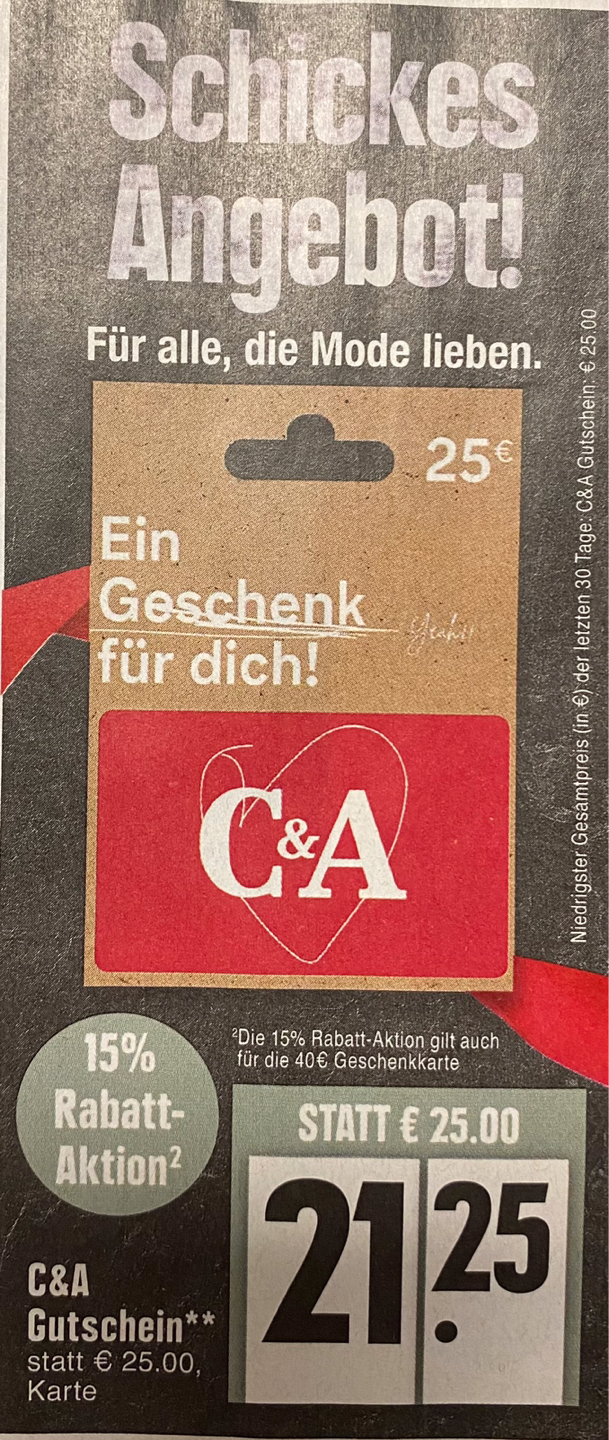 Schickes
Angebot!
Für alle, die Mode lieben.
25€
Ein
Geschenk
für dich!
Yeah!!
C&A
Niedrigster Gesamtpreis (in €) der letzten 30 Tage: C&A Gutschein: € 25.00
15%
Rabatt-
Aktion²
²Die 15% Rabatt-Aktion gilt auch
für die 40€ Geschenkkarte
STATT € 25.00
21.25
C&A
Gutschein**
statt € 25.00,
Karte